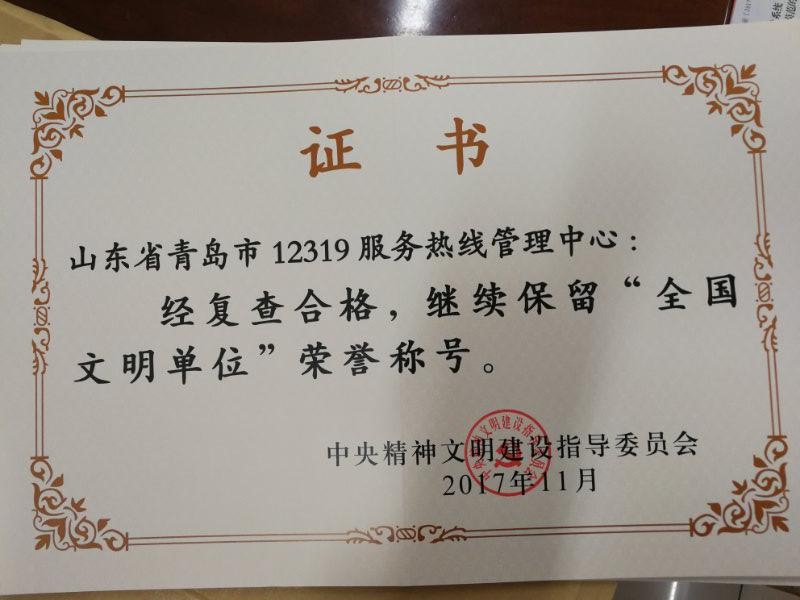 证 书
山东省青岛市12319服务热线管理中心：
经复查合格，继续保留“全国
文明单位”荣誉称号。
中央精神文明建设指导委员会
2017年11月